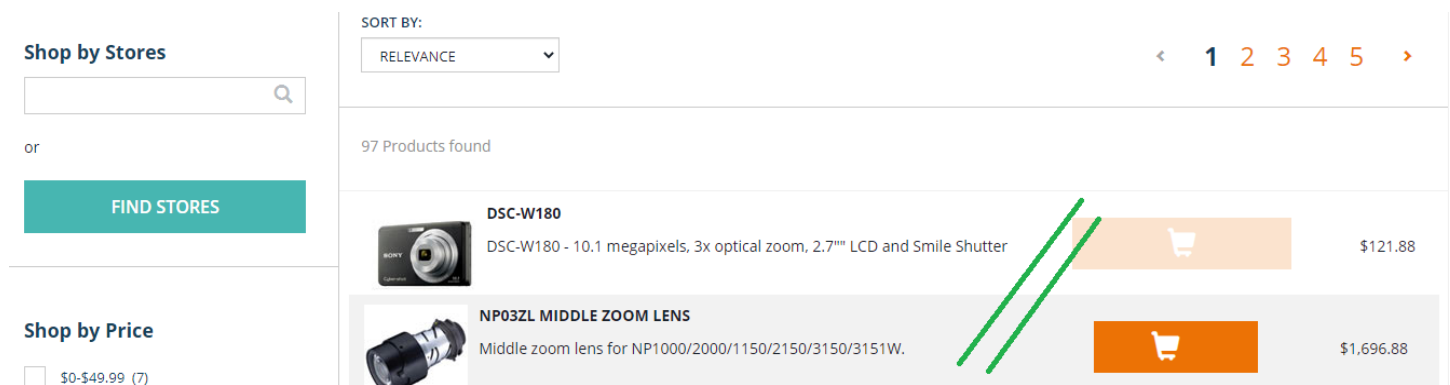 Shop by Stores
or
FIND STORES
Shop by Price
$0-$49.99 (7)
SORT BY:
RELEVANCE
1 2 3 4 5
97 Products found
DSC-W180
DSC-W180 - 10.1 megapixels, 3x optical zoom, 2.7"" LCD and Smile Shutter
$121.88
SONY
NP03ZL MIDDLE ZOOM LENS
Middle zoom lens for NP1000/2000/1150/2150/3150/3151W.
$1,696.88